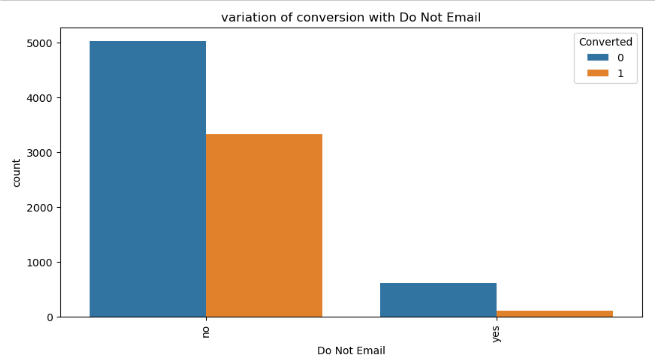 variation of conversion with Do Not Email
Converted
0
1
5000
4000
3000
2000
1000
0
count
no
yes
Do Not Email